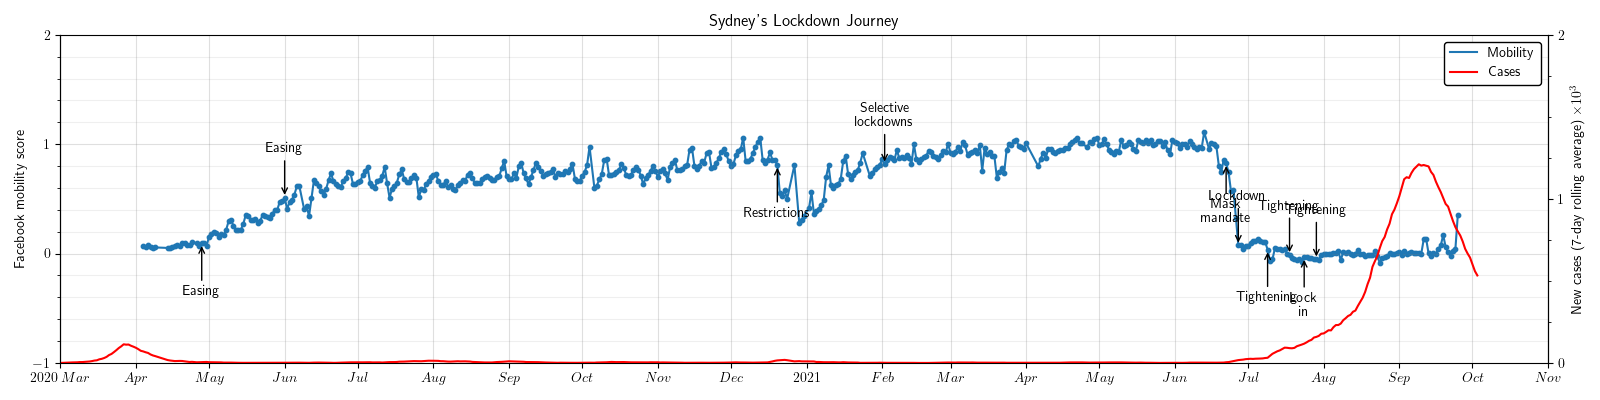 Sydney's Lockdown Journey
2
1
0
−1
Facebook mobility score
2
1
0
New cases (7-day rolling average) ×10³
Mobility
Cases
Selective
lockdowns
Easing
Easing
Restrictions
Lockdown
Mask
mandate
Tightening
Tightening
Tightening
Lock
in
2020 Mar
Apr
May
Jun
Jul
Aug
Sep
Oct
Nov
Dec
2021
Feb
Mar
Apr
May
Jun
Jul
Aug
Sep
Oct
Nov